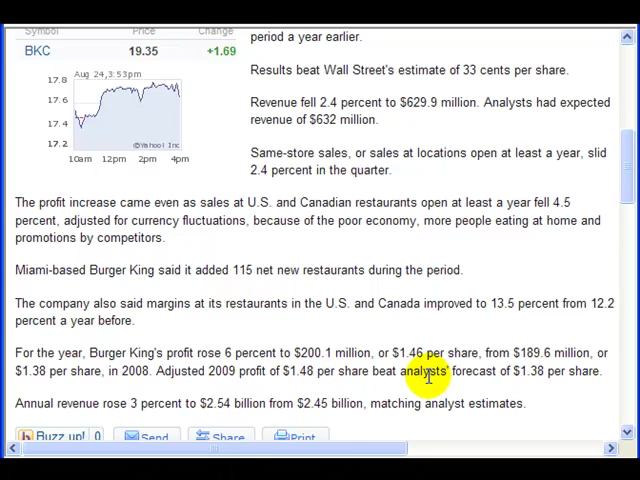 Symbol Price Change
BKC 19.35 +1.69
Aug 24, 3:53pm
17.8
17.6
17.4
17.2
©Yahoo! Inc
10am 12pm 2pm 4pm
period a year earlier.
Results beat Wall Street's estimate of 33 cents per share.
Revenue fell 2.4 percent to $629.9 million. Analysts had expected
revenue of $632 million.
Same-store sales, or sales at locations open at least a year, slid
2.4 percent in the quarter.
The profit increase came even as sales at U.S. and Canadian restaurants open at least a year fell 4.5
percent, adjusted for currency fluctuations, because of the poor economy, more people eating at home and
promotions by competitors.
Miami-based Burger King said it added 115 net new restaurants during the period.
The company also said margins at its restaurants in the U.S. and Canada improved to 13.5 percent from 12.2
percent a year before.
For the year, Burger King's profit rose 6 percent to $200.1 million, or $1.46 per share, from $189.6 million, or
$1.38 per share, in 2008. Adjusted 2009 profit of $1.48 per share beat analysts' forecast of $1.38 per share.
Annual revenue rose 3 percent to $2.54 billion from $2.45 billion, matching analyst estimates.
Buzz up! 0 Send Share Print